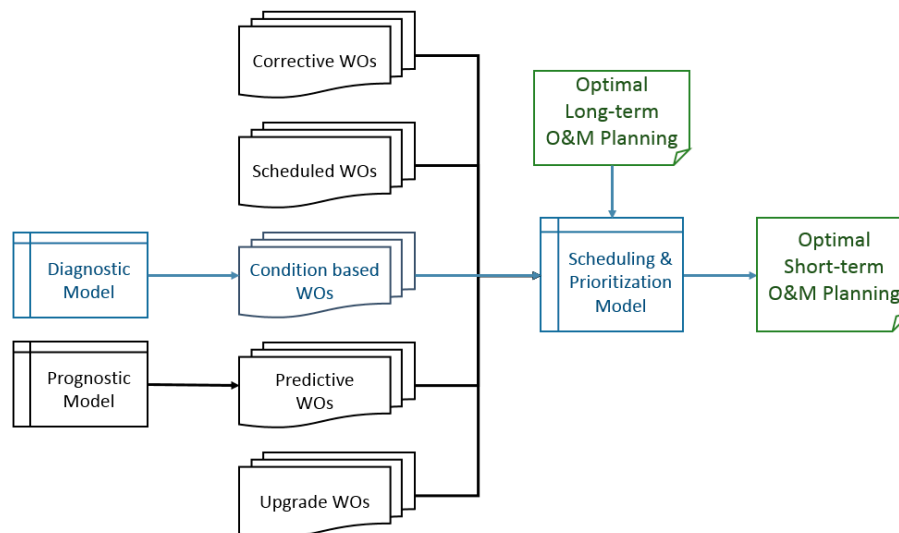 Corrective WOs
Optimal
Long-term
O&M Planning
Scheduled WOs
Diagnostic
Model
Condition based
WOs
Scheduling &
Prioritization
Model
Optimal
Short-term
O&M Planning
Prognostic
Model
Predictive
WOs
Upgrade WOs